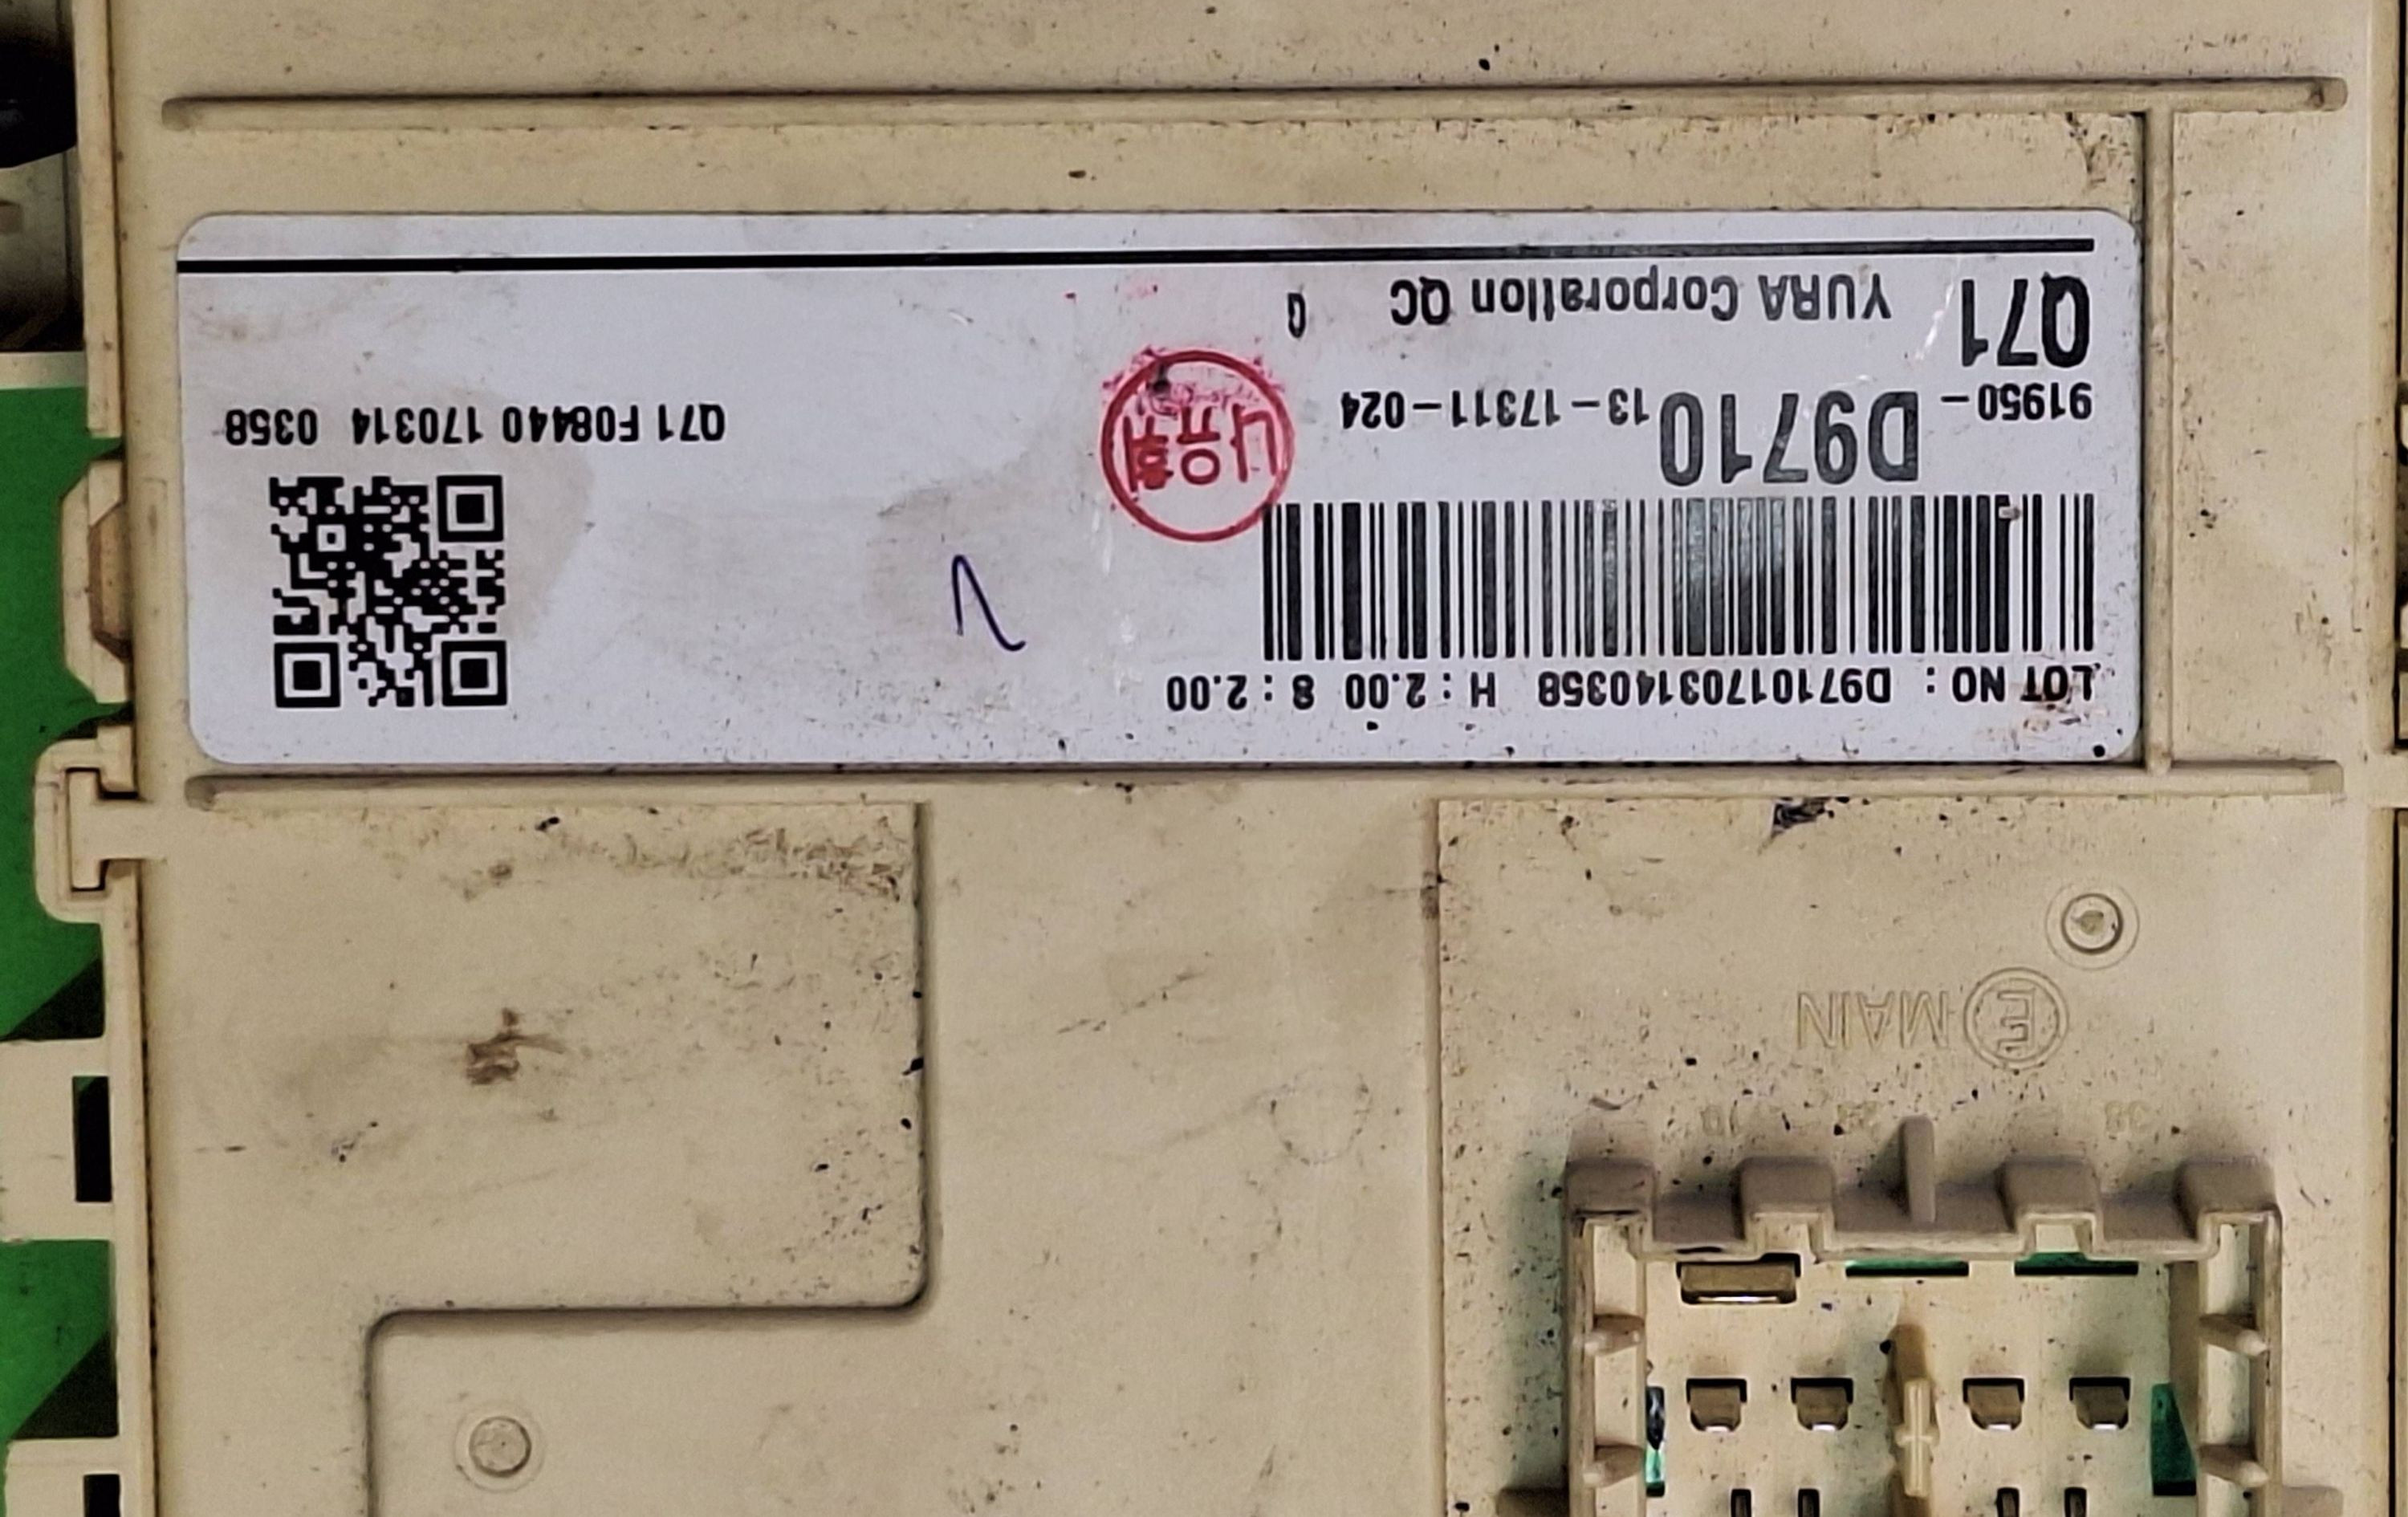 LOT NO : D97101703140358 H : 2.00 8 : 2.00
91950 - D9710 13-17311-024
Q71 YURA Corporation QC
Q71 F08440 170314 0358
E MAIN